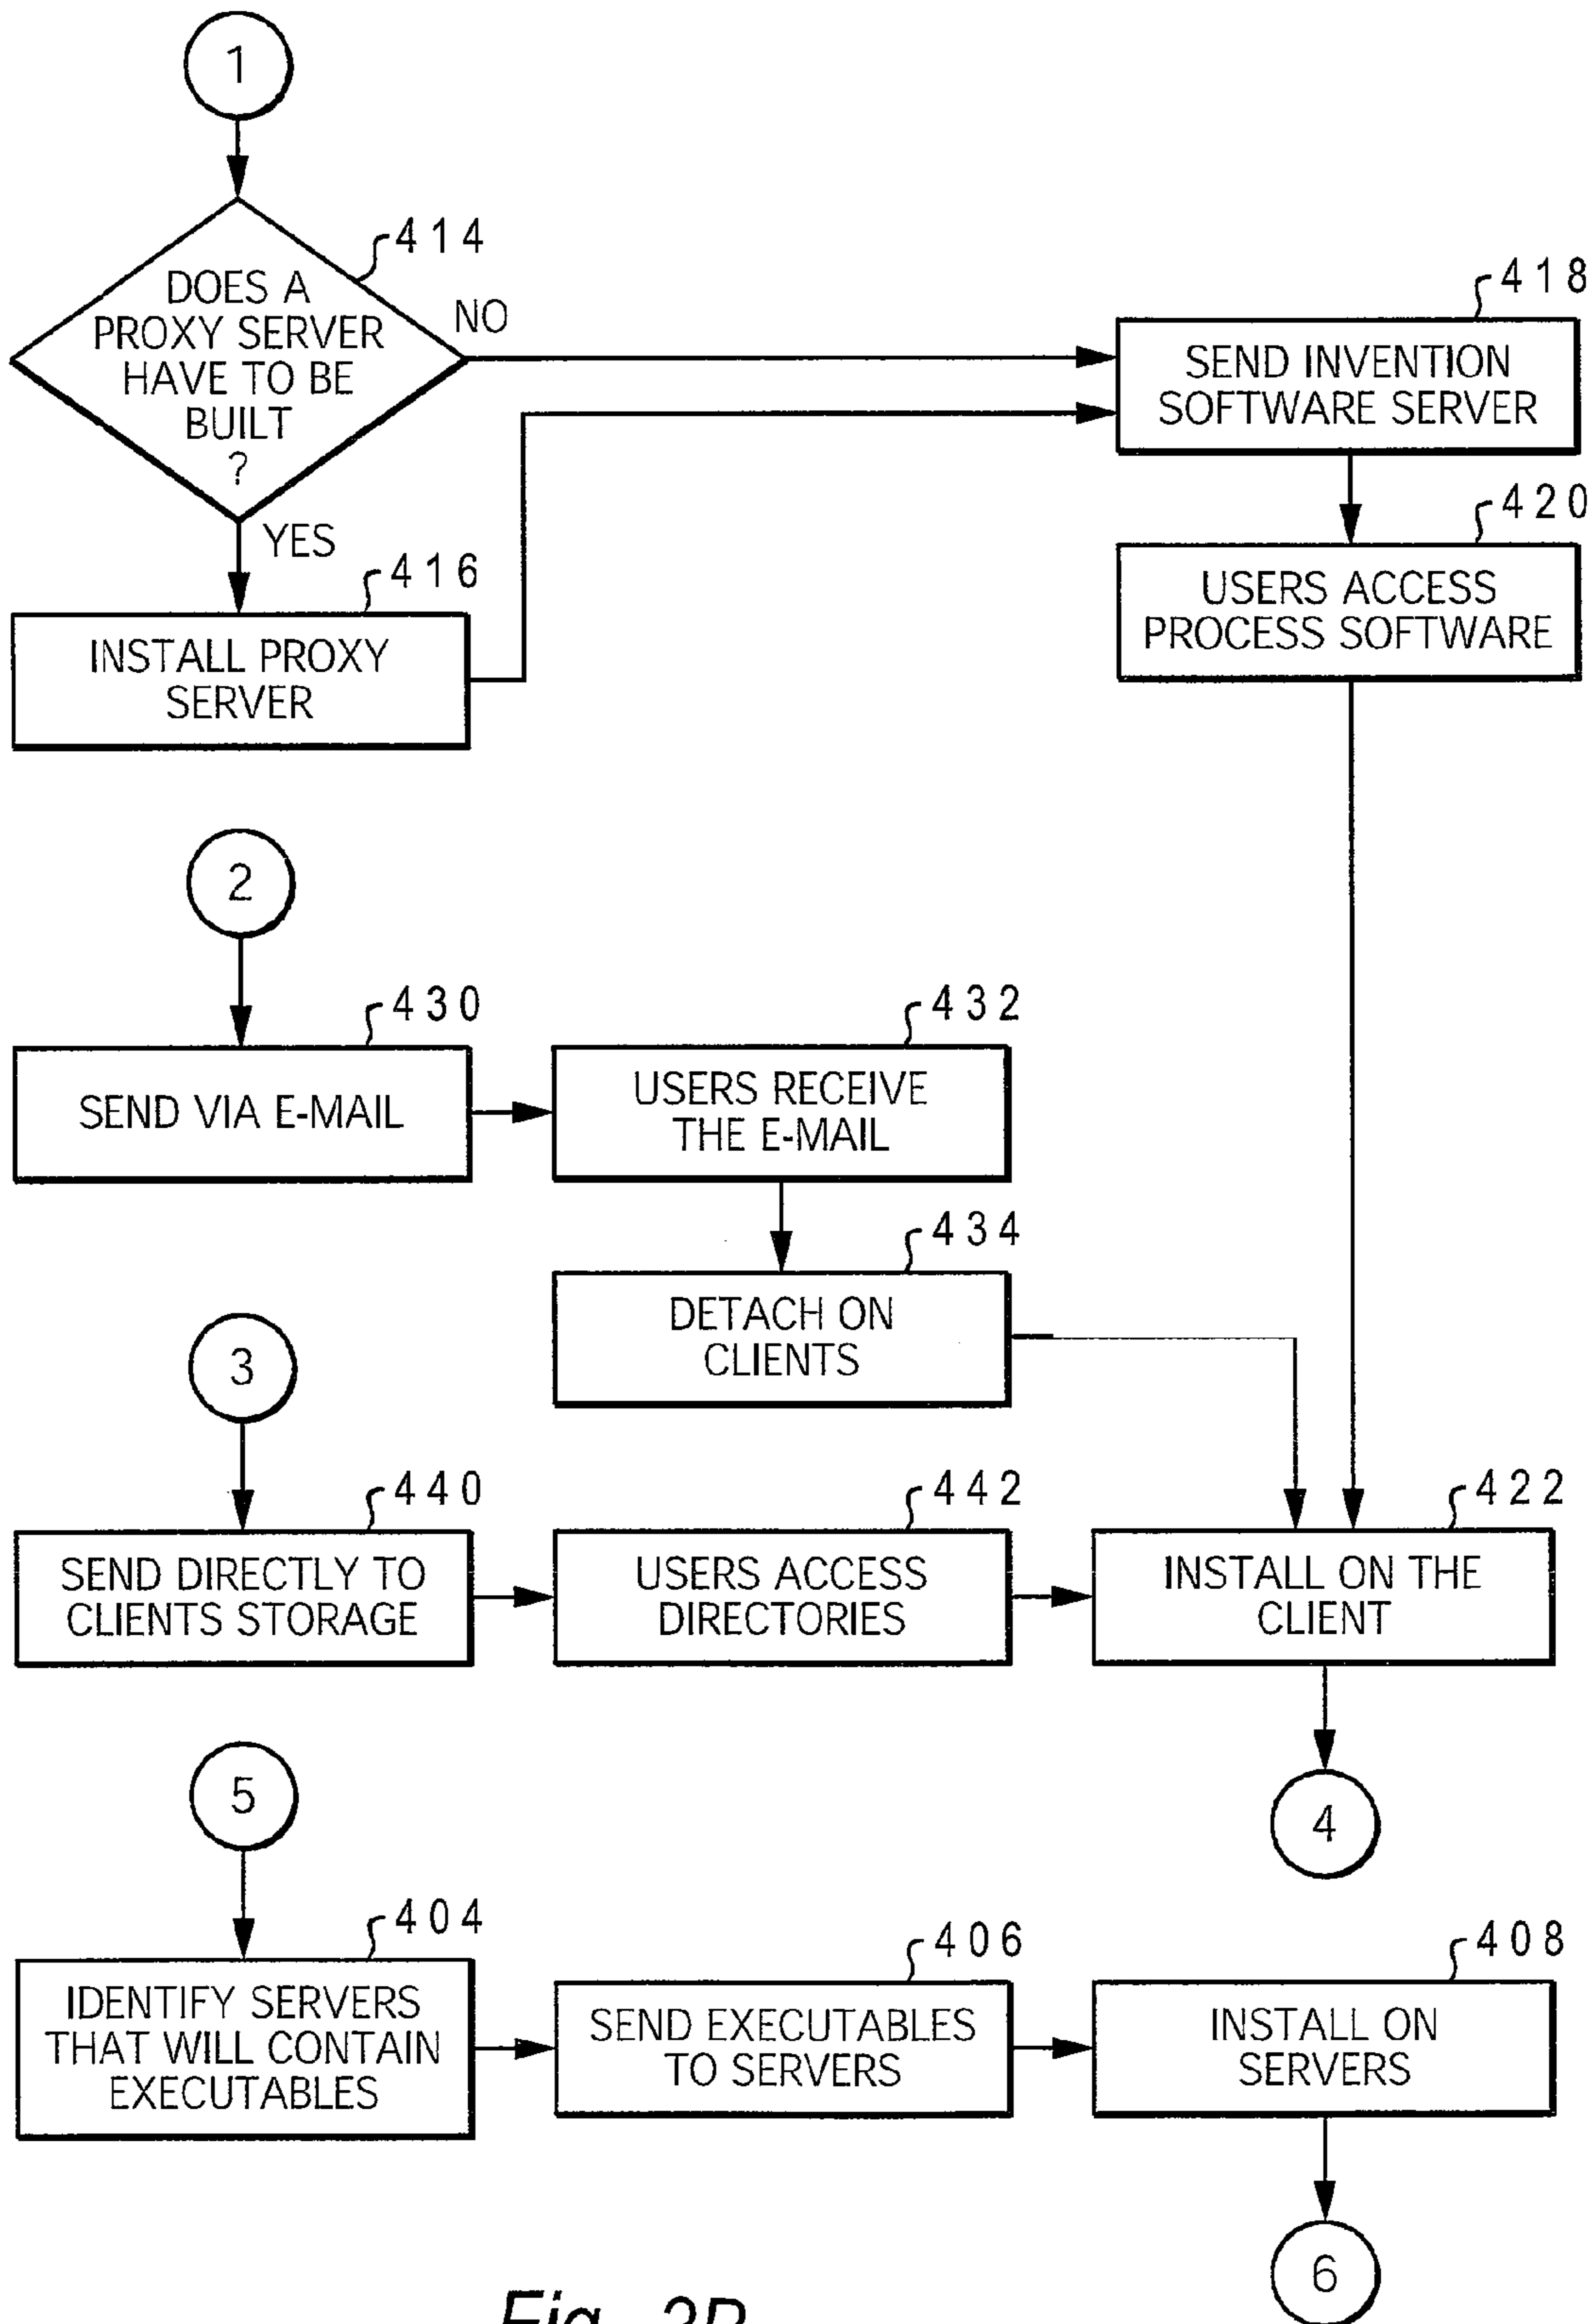 1
414
DOES A
PROXY SERVER
HAVE TO BE
BUILT
?
NO
YES
416
INSTALL PROXY
SERVER
418
SEND INVENTION
SOFTWARE SERVER
420
USERS ACCESS
PROCESS SOFTWARE
2
430
SEND VIA E-MAIL
432
USERS RECEIVE
THE E-MAIL
434
DETACH ON
CLIENTS
3
440
SEND DIRECTLY TO
CLIENTS STORAGE
442
USERS ACCESS
DIRECTORIES
422
INSTALL ON THE
CLIENT
4
5
404
IDENTIFY SERVERS
THAT WILL CONTAIN
EXECUTABLES
406
SEND EXECUTABLES
TO SERVERS
408
INSTALL ON
SERVERS
6
Fig.